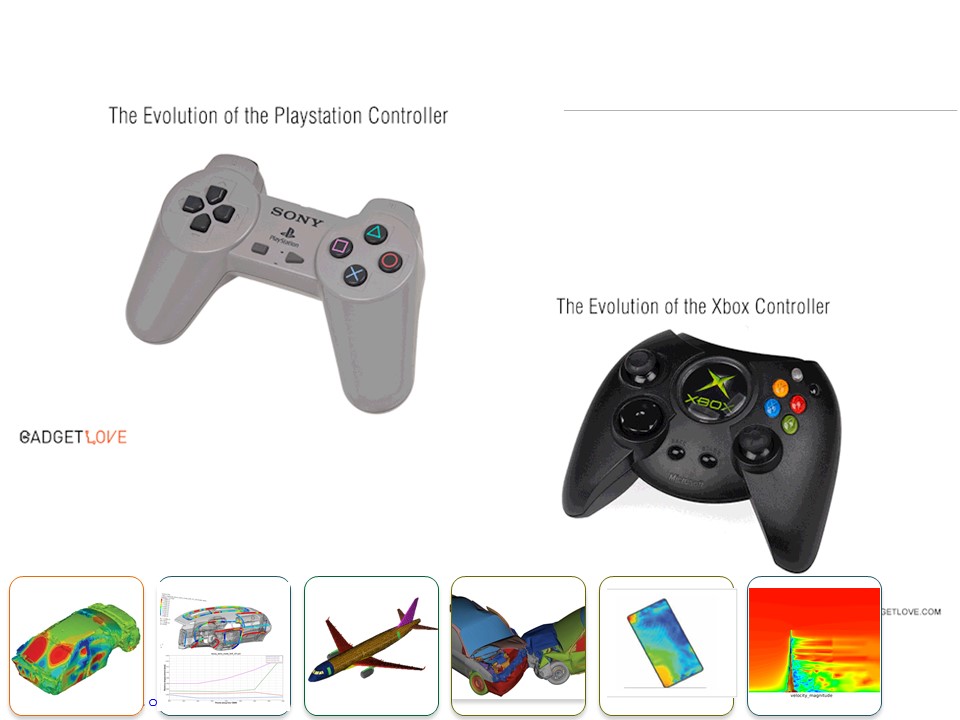 The Evolution of the Playstation Controller
SONY
PlayStation
GADGETLOVE
The Evolution of the Xbox Controller
XBOX
GETLOVE.COM
velocity_magnitude